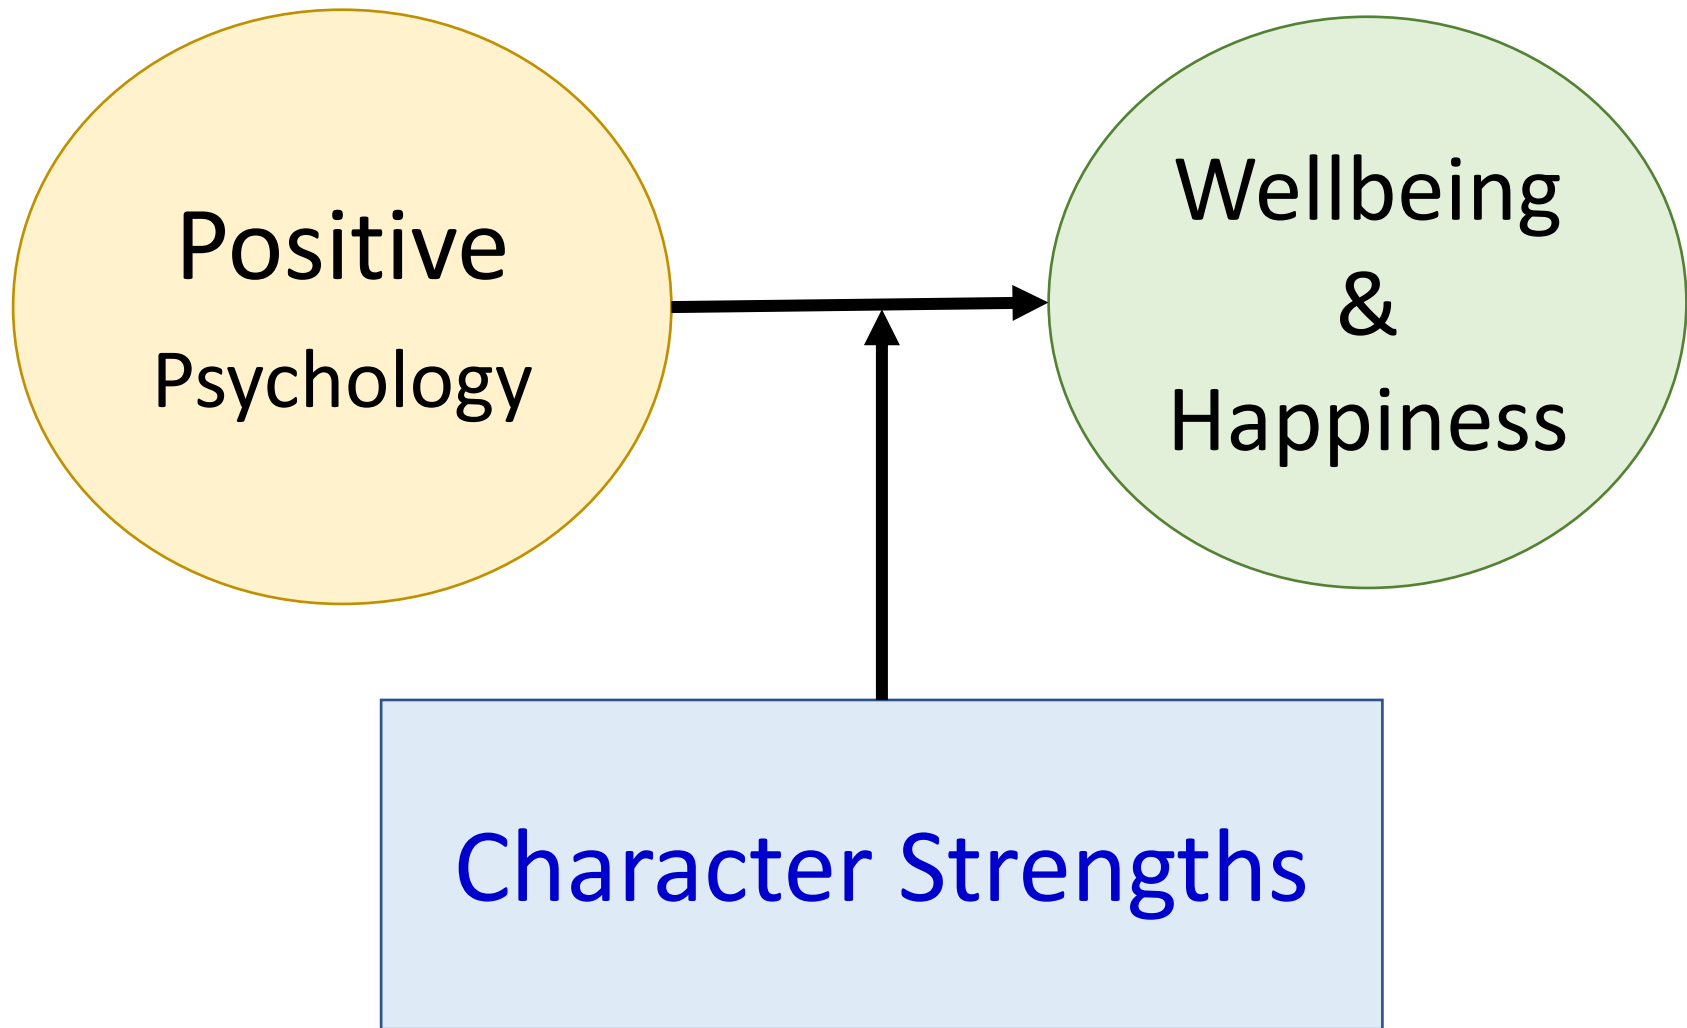 Positive
Psychology
Wellbeing
&
Happiness
Character Strengths